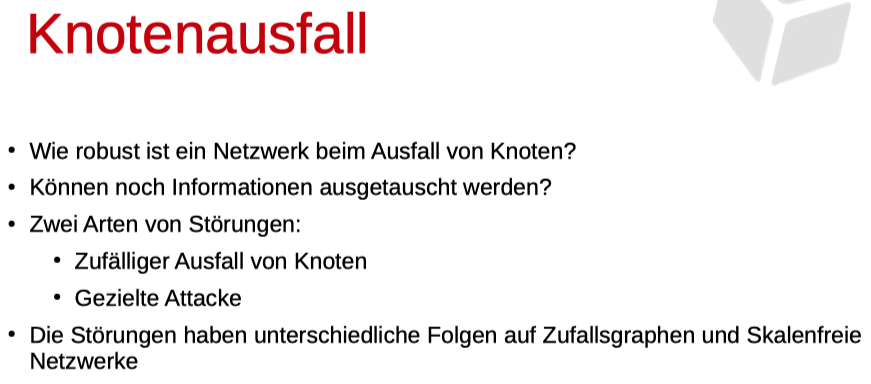 Knotenausfall
• Wie robust ist ein Netzwerk beim Ausfall von Knoten?
• Können noch Informationen ausgetauscht werden?
• Zwei Arten von Störungen:
• Zufälliger Ausfall von Knoten
• Gezielte Attacke
• Die Störungen haben unterschiedliche Folgen auf Zufallsgraphen und Skalenfreie
Netzwerke